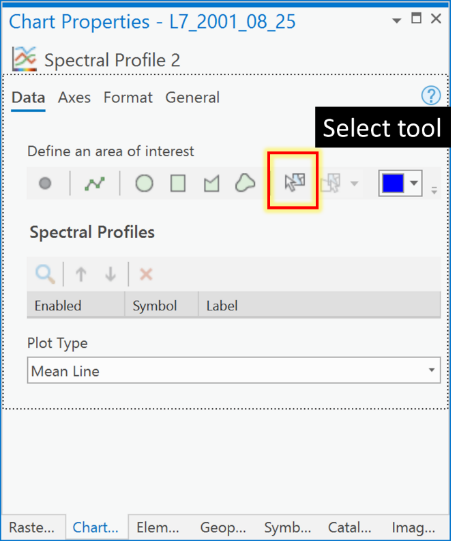 Chart Properties - L7_2001_08_25
Spectral Profile 2
Data Axes Format General
?
Select tool
Define an area of interest
Spectral Profiles
Enabled Symbol Label
Plot Type
Mean Line
Raste... Chart... Elem... Geop... Symb... Catal... Imag...